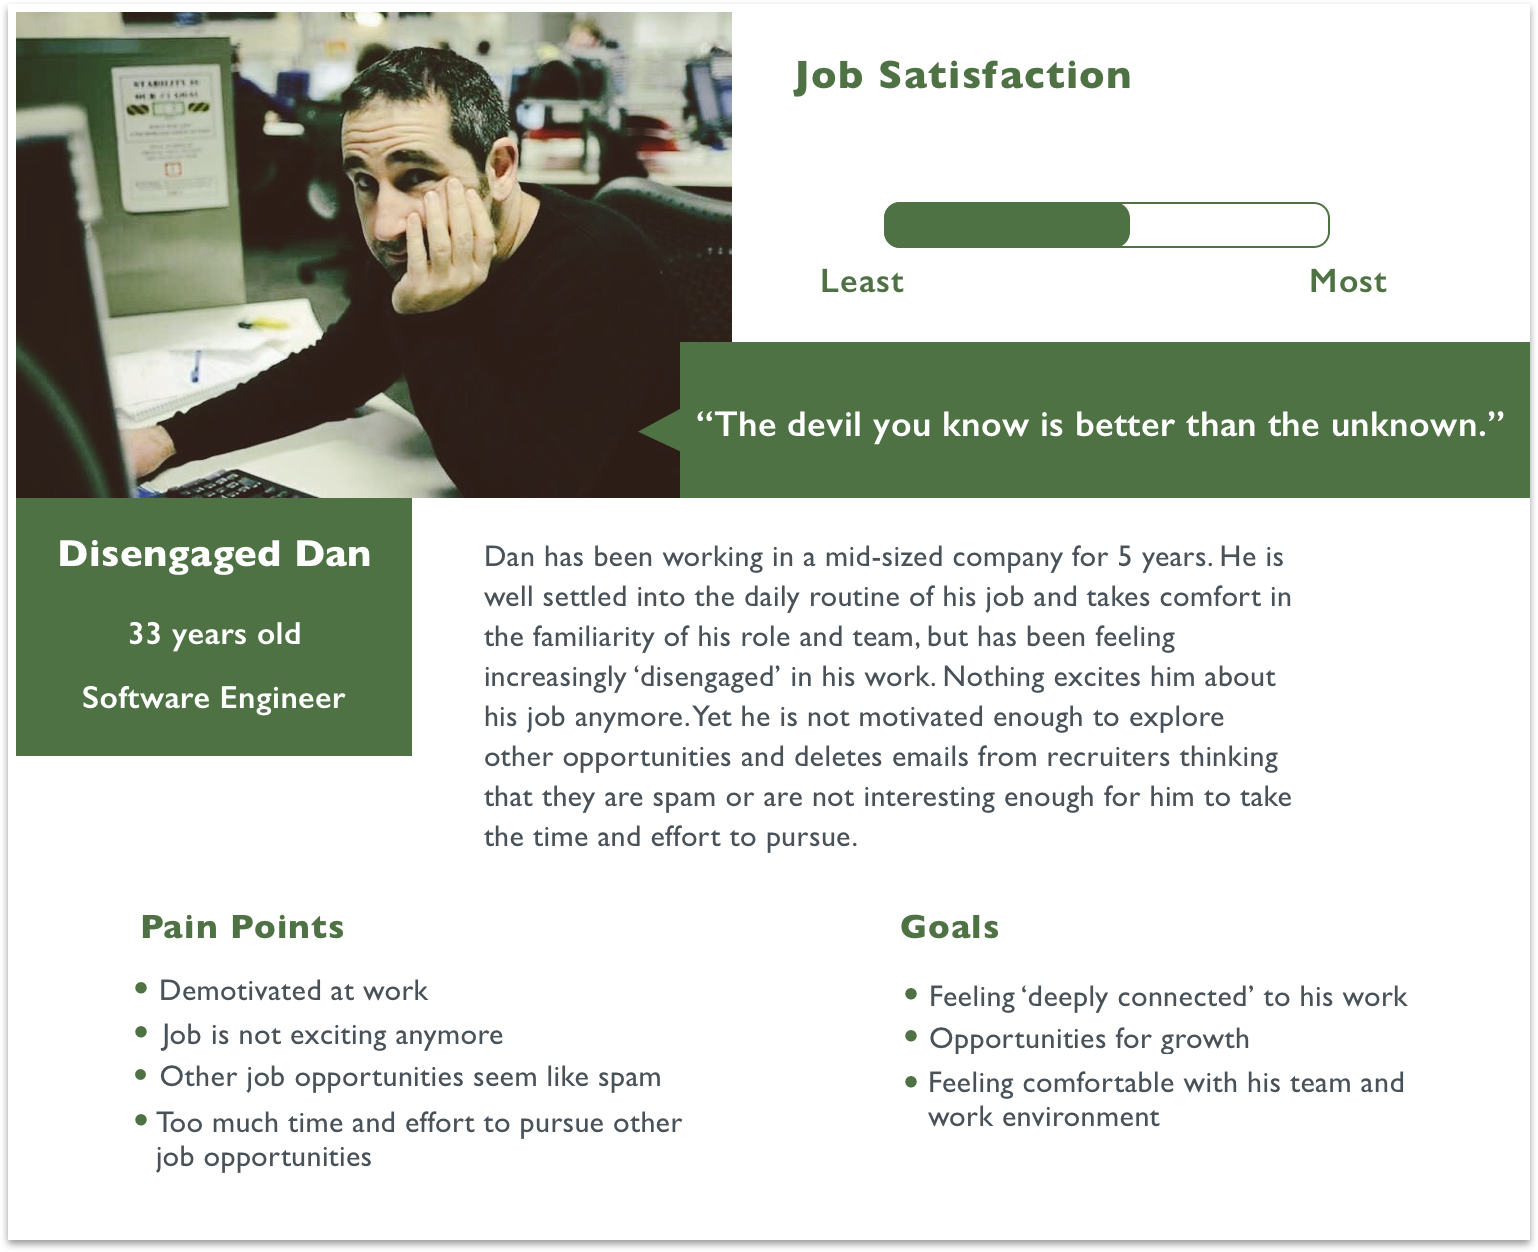 STABILITY IS
OUR #1 GOAL
Job Satisfaction
Least
Most
“The devil you know is better than the unknown.”
Disengaged Dan
33 years old
Software Engineer
Dan has been working in a mid-sized company for 5 years. He is
well settled into the daily routine of his job and takes comfort in
the familiarity of his role and team, but has been feeling
increasingly ‘disengaged’ in his work. Nothing excites him about
his job anymore. Yet he is not motivated enough to explore
other opportunities and deletes emails from recruiters thinking
that they are spam or are not interesting enough for him to take
the time and effort to pursue.
Pain Points
• Demotivated at work
• Job is not exciting anymore
• Other job opportunities seem like spam
• Too much time and effort to pursue other
job opportunities
Goals
• Feeling ‘deeply connected’ to his work
• Opportunities for growth
• Feeling comfortable with his team and
work environment